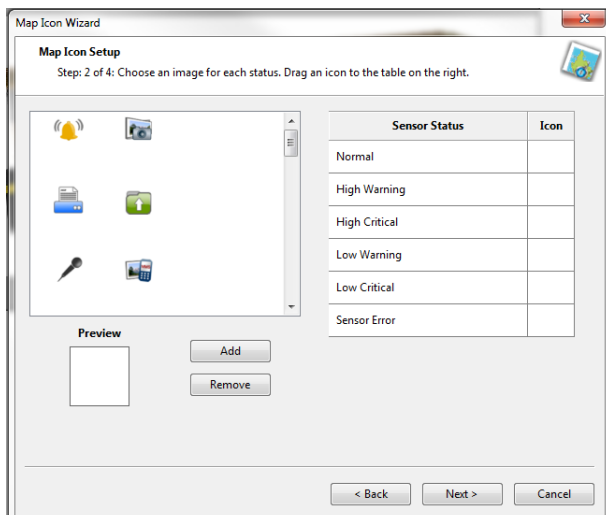 Map Icon Wizard
Map Icon Setup
Step: 2 of 4: Choose an image for each status. Drag an icon to the table on the right.
Sensor Status Icon
Normal
High Warning
High Critical
Low Warning
Low Critical
Sensor Error
Preview
Add
Remove
< Back Next > Cancel